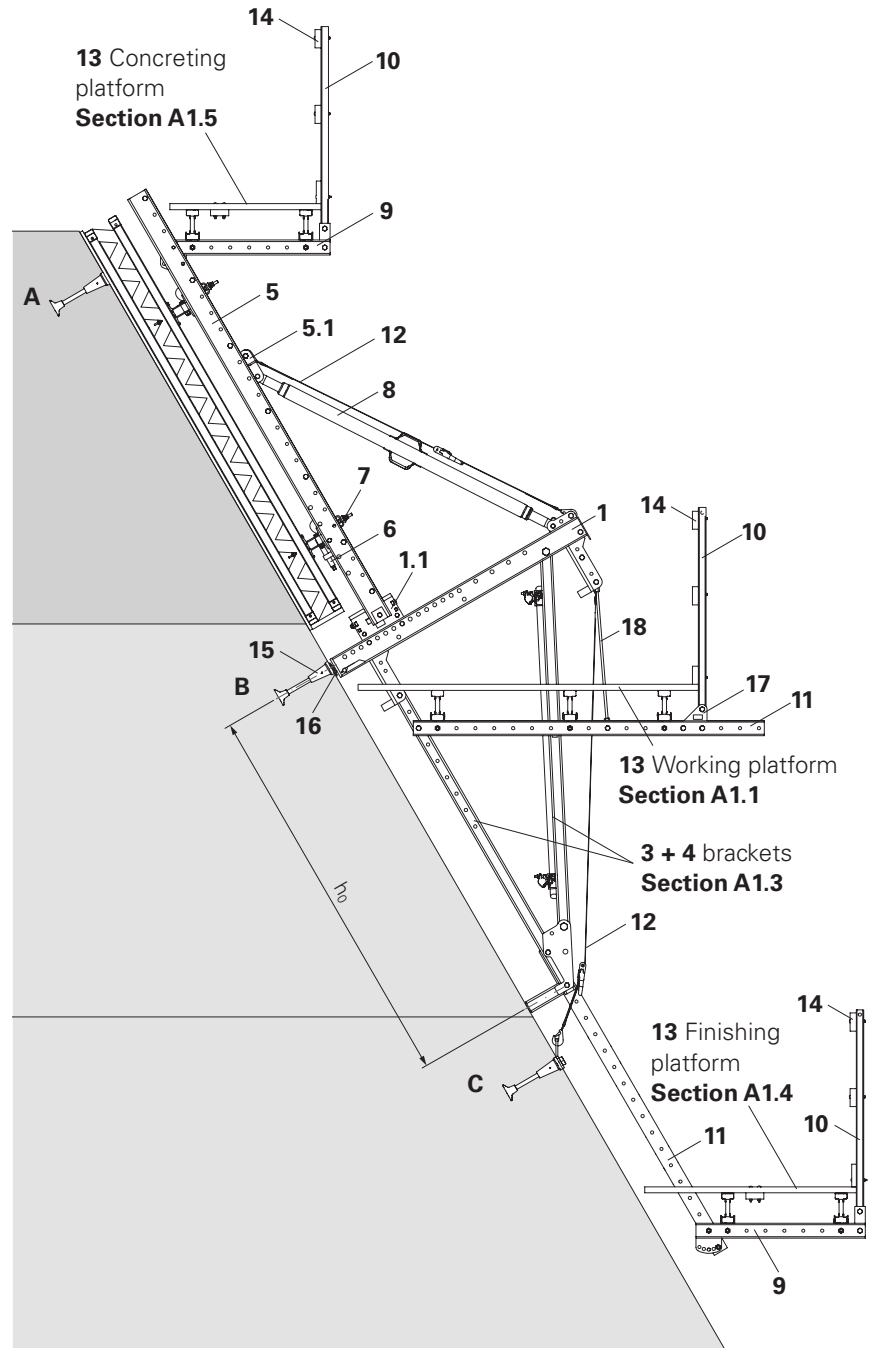 14
13 Concreting
platform
Section A1.5
10
9
A
5
5.1
12
8
7
6
1
14
10
1.1
18
15
B
16
17
11
13 Working platform
Section A1.1
3 + 4 brackets
Section A1.3
h0
12
14
13 Finishing
platform
Section A1.4
C
10
11
9